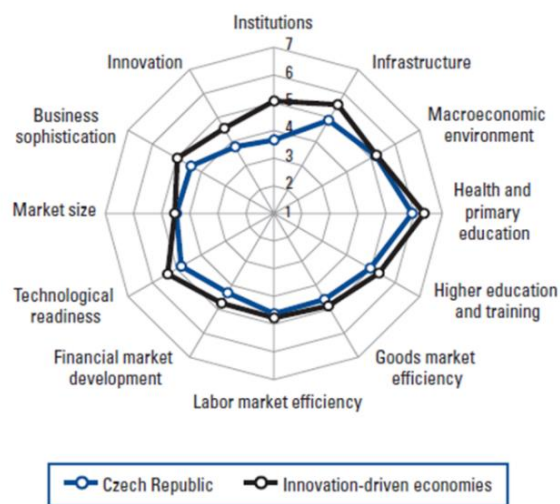 Institutions
Innovation
Infrastructure
Business
sophistication
Macroeconomic
environment
Market size
Health and
primary
education
Technological
readiness
Higher education
and training
Financial market
development
Goods market
efficiency
Labor market efficiency
7
6
5
4
3
2
1
Czech Republic
Innovation-driven economies